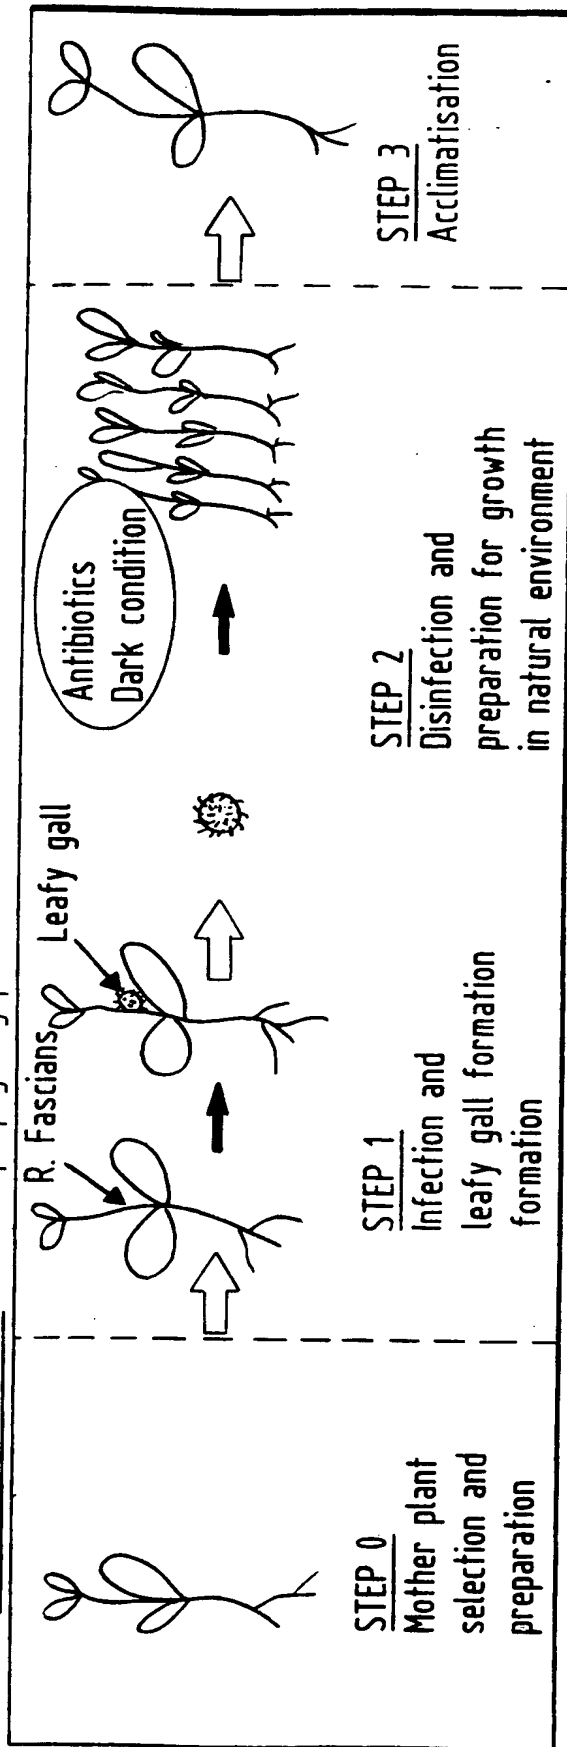 STEP 0
Mother plant
selection and
preparation
R. Fascians
Leafy gall
STEP 1
Infection and
leafy gall formation
formation
Antibiotics
Dark condition
STEP 2
Disinfection and
preparation for growth
in natural environment
STEP 3
Acclimatisation